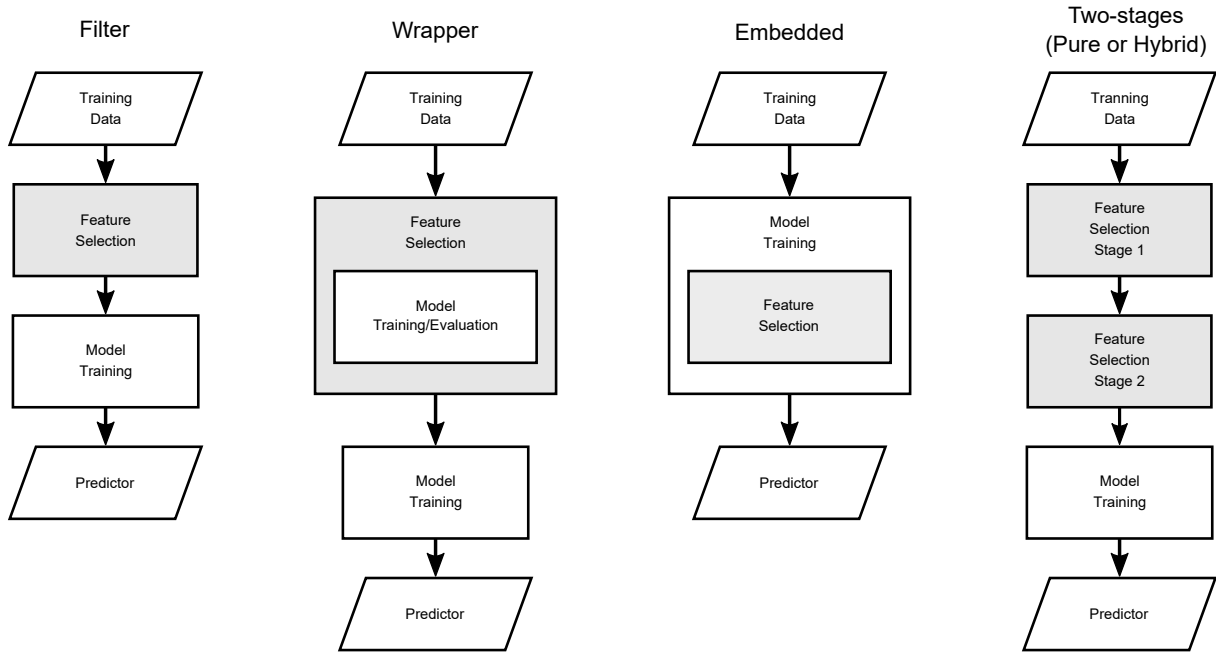 Filter
Training
Data
Feature
Selection
Model
Training
Predictor
Wrapper
Training
Data
Feature
Selection
Model
Training/Evaluation
Model
Training
Predictor
Embedded
Training
Data
Model
Training
Feature
Selection
Predictor
Two-stages
(Pure or Hybrid)
Tranning
Data
Feature
Selection
Stage 1
Feature
Selection
Stage 2
Model
Training
Predictor